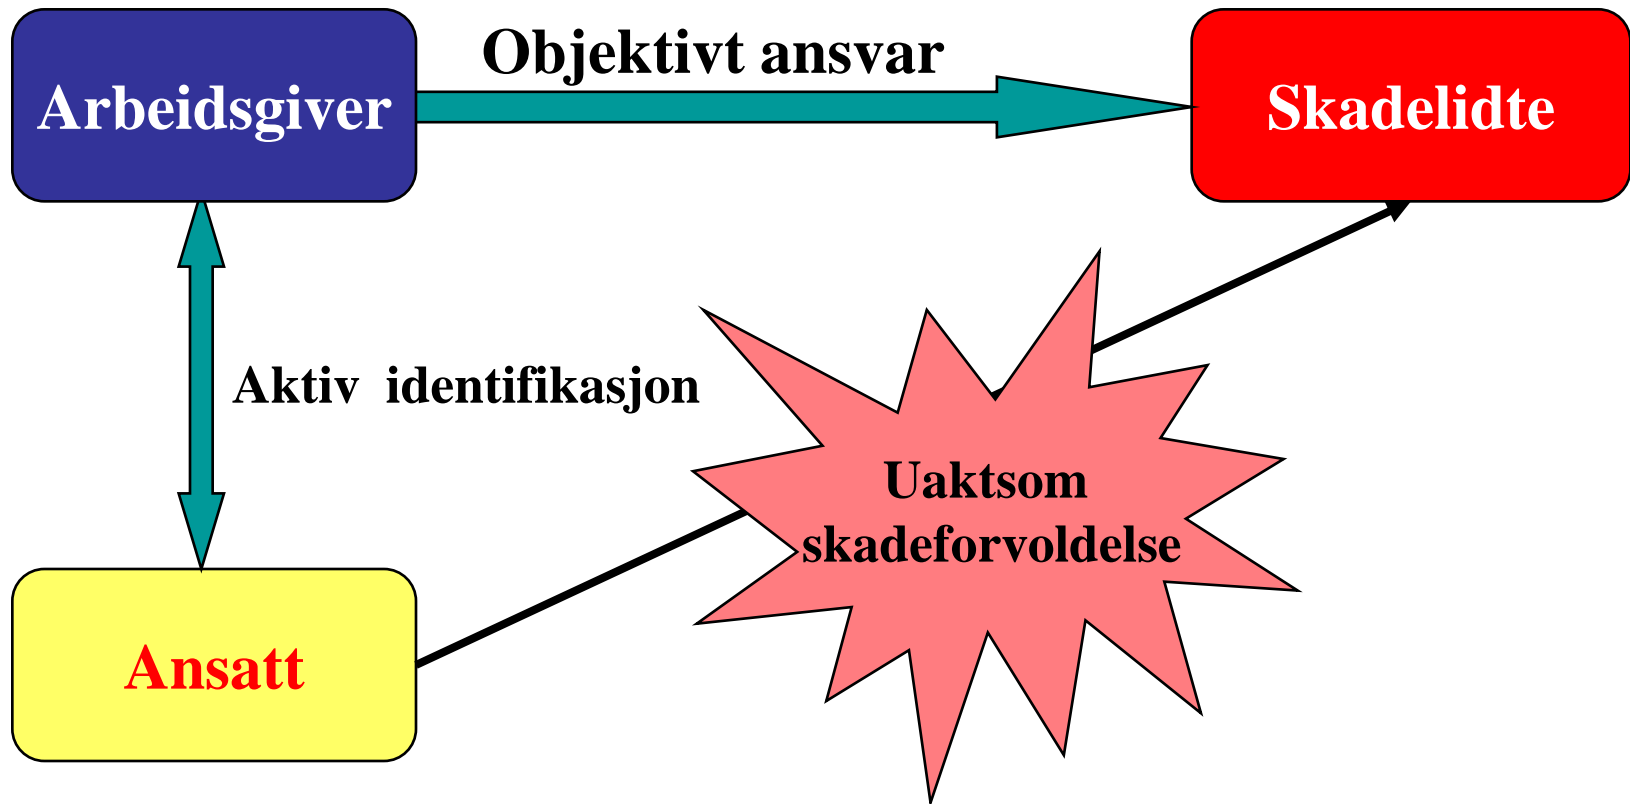 Objektivt ansvar
Arbeidsgiver
Skadelidte
Aktiv identifikasjon
Uaktsom
skadeforvoldelse
Ansatt